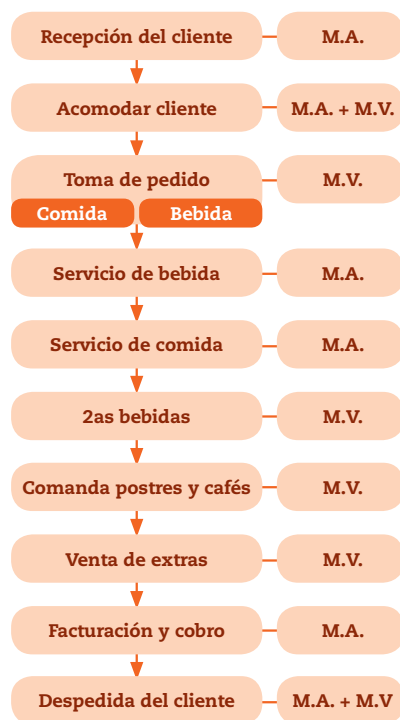 Recepción del cliente M.A.
Acomodar cliente M.A. + M.V.
Toma de pedido M.V.
Comida Bebida
Servicio de bebida M.A.
Servicio de comida M.A.
2as bebidas M.V.
Comanda postres y cafés M.V.
Venta de extras M.V.
Facturación y cobro M.A.
Despedida del cliente M.A. + M.V